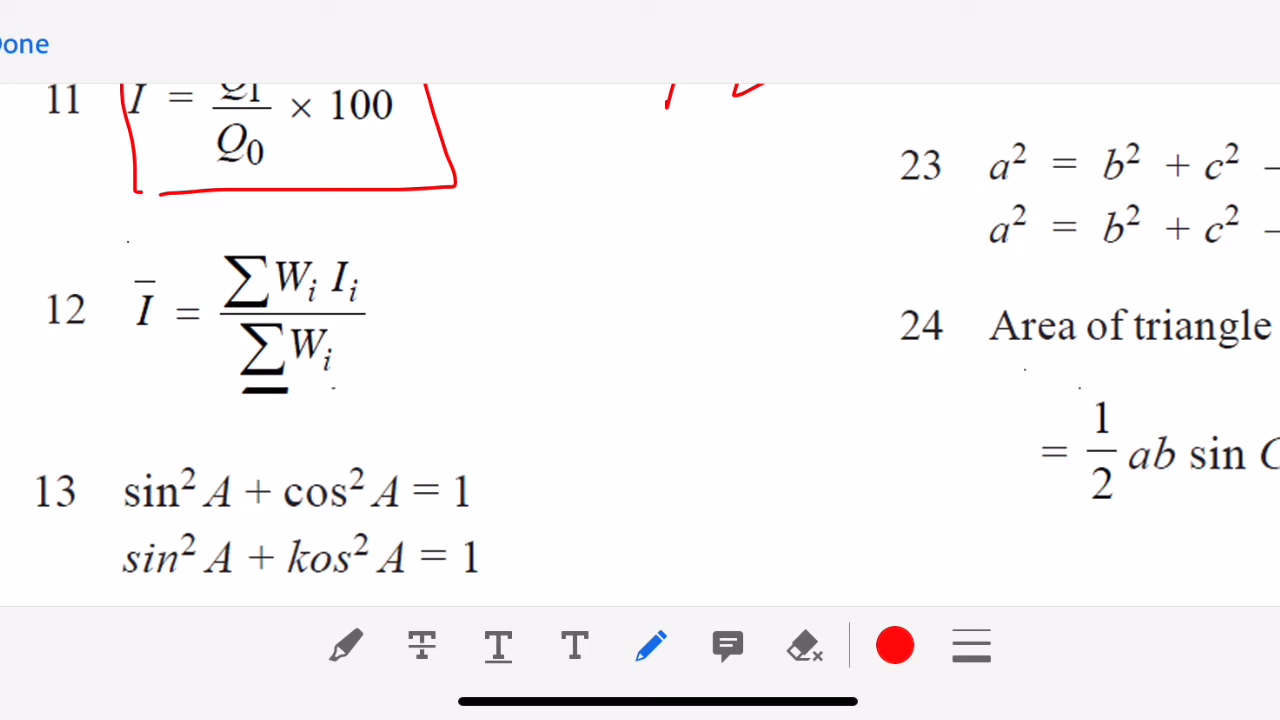 Done
11 I = Q1/Q0 × 100
12 I̅ = ∑WᵢIᵢ / ∑Wᵢ
13 sin² A + cos² A = 1
sin² A + kos² A = 1
23 a² = b² + c² –
a² = b² + c² –
24 Area of triangle
= 1/2 ab sin C